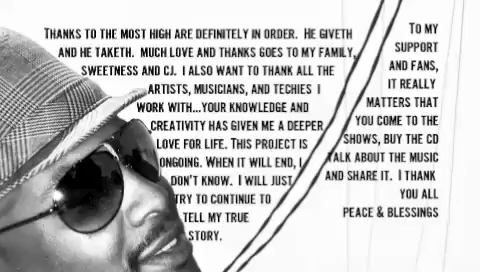 THANKS TO THE MOST HIGH ARE DEFINITELY IN ORDER. HE GIVETH
AND HE TAKETH. MUCH LOVE AND THANKS GOES TO MY FAMILY,
SWEETNESS AND CJ. I ALSO WANT TO THANK ALL THE
ARTISTS, MUSICIANS, AND TECHIES I
WORK WITH...YOUR KNOWLEDGE AND
CREATIVITY HAS GIVEN ME A DEEPER
LOVE FOR LIFE. THIS PROJECT IS
ONGOING. WHEN IT WILL END, I
DON'T KNOW. I WILL JUST
TRY TO CONTINUE TO
TELL MY TRUE
STORY.
TO MY
SUPPORT
AND FANS,
IT REALLY
MATTERS THAT
YOU COME TO THE
SHOWS, BUY THE CD
TALK ABOUT THE MUSIC
AND SHARE IT. I THANK
YOU ALL
PEACE & BLESSINGS